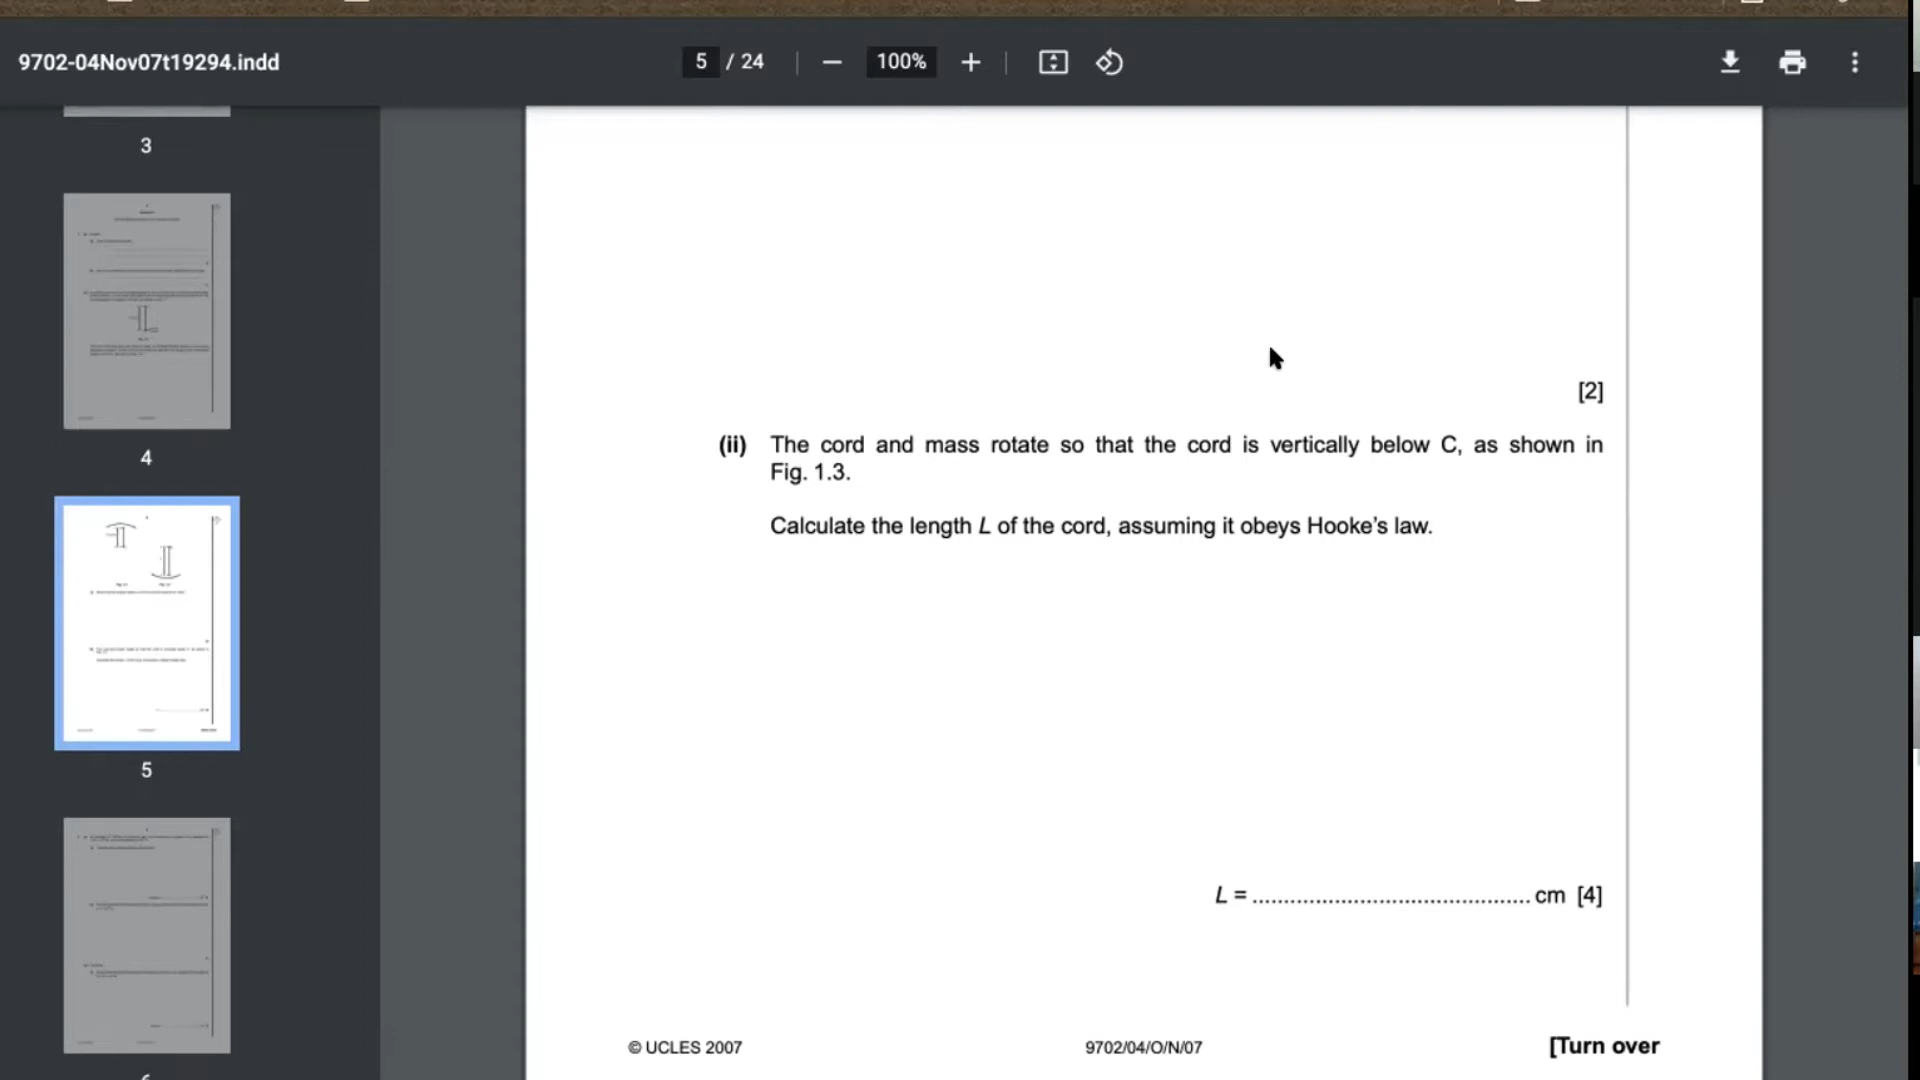 9702-04Nov07t19294.indd
5 / 24
100%
3
4
5
[2]
(ii) The cord and mass rotate so that the cord is vertically below C, as shown in
Fig. 1.3.
Calculate the length L of the cord, assuming it obeys Hooke's law.
L = .............................................. cm [4]
© UCLES 2007
9702/04/O/N/07
[Turn over